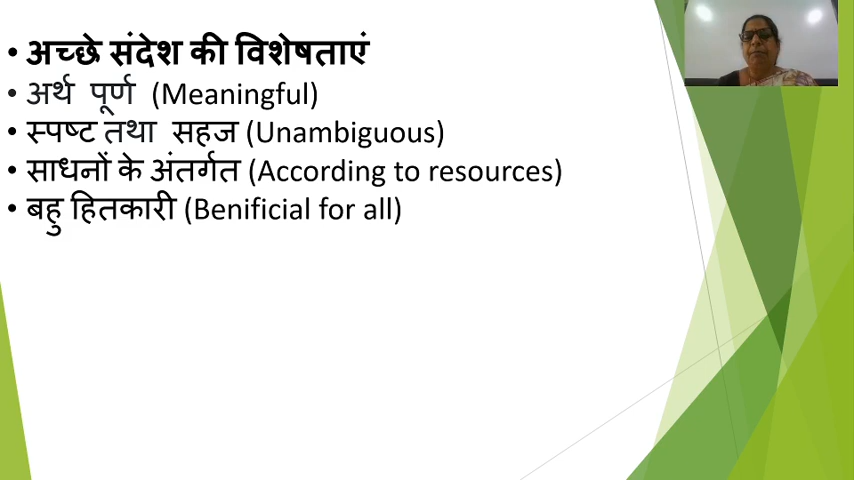 • अच्छे संदेश की विशेषताएं
• अर्थ पूर्ण (Meaningful)
• स्पष्ट तथा सहज (Unambiguous)
• साधनों के अंतर्गत (According to resources)
• बहु हितकारी (Benificial for all)